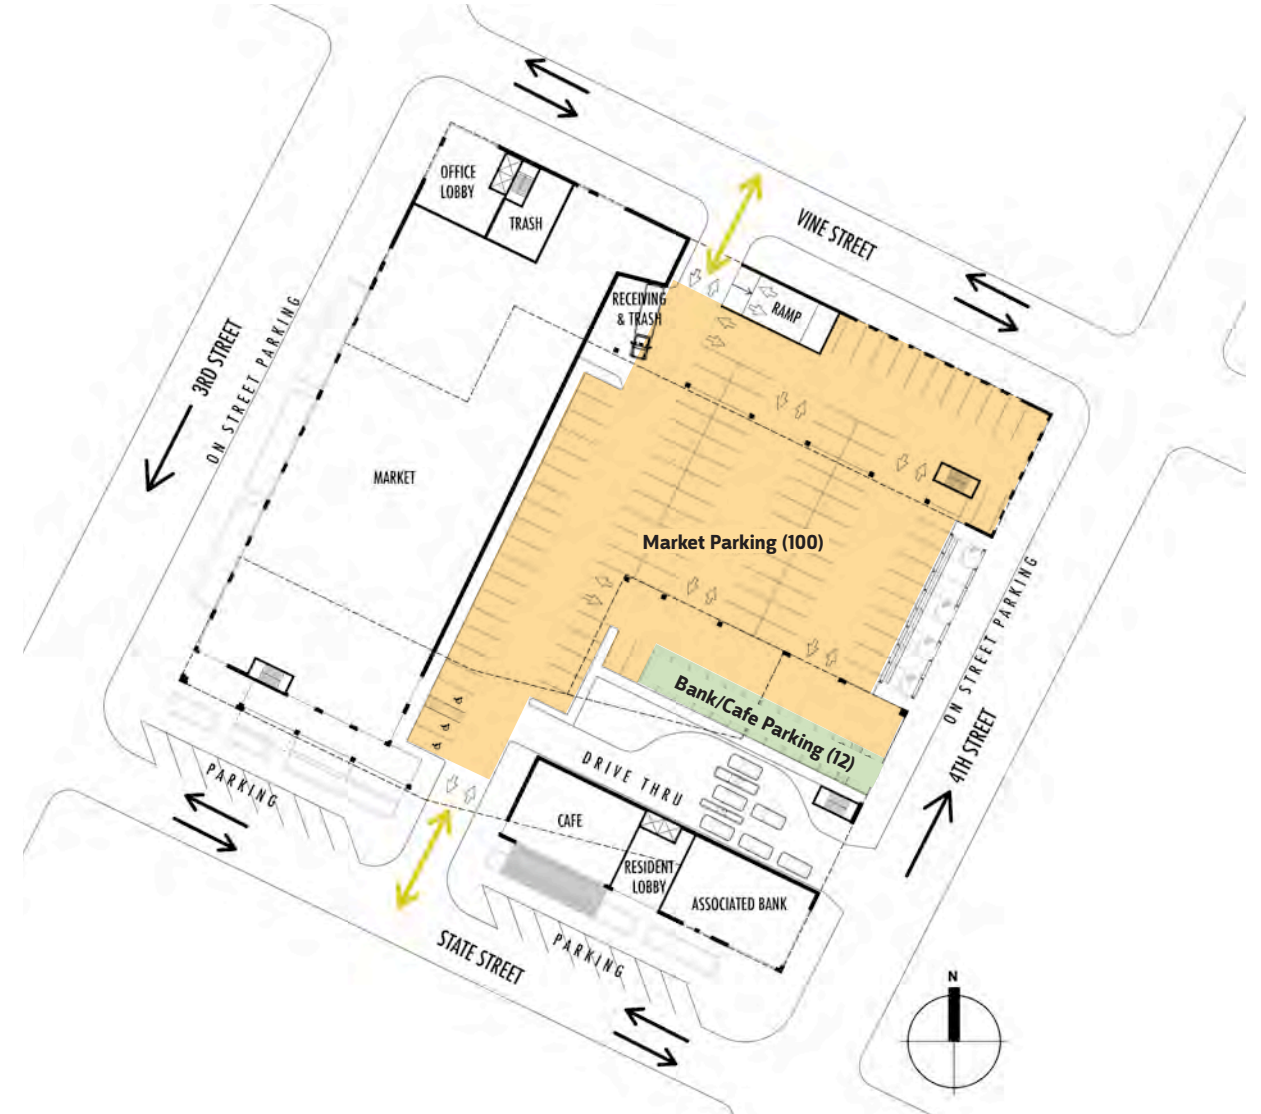 OFFICE
LOBBY
TRASH
VINE STREET
RECEIVING
& TRASH
RAMP
3RD STREET
ON STREET PARKING
MARKET
Market Parking (100)
ON STREET PARKING
4TH STREET
Bank/Cafe Parking (12)
DRIVE THRU
PARKING
CAFE
RESIDENT
LOBBY
ASSOCIATED BANK
STATE STREET
PARKING
N